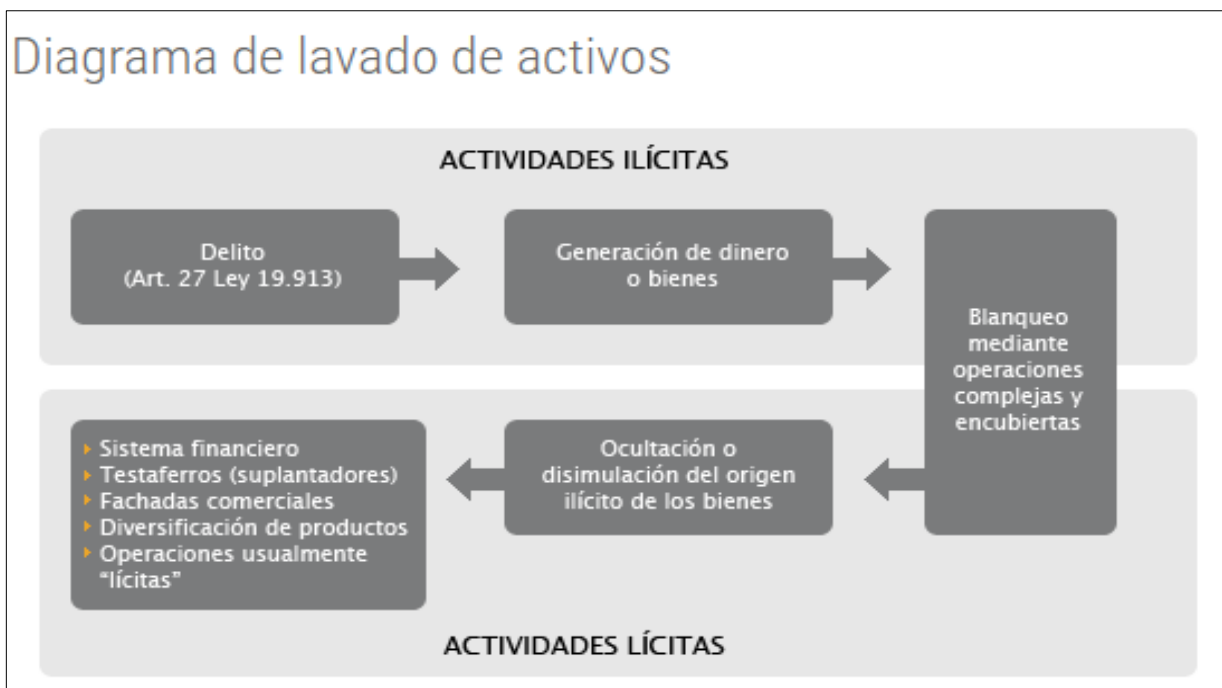 Diagrama de lavado de activos
ACTIVIDADES ILÍCITAS
Delito
(Art. 27 Ley 19.913)
Generación de dinero
o bienes
Blanqueo
mediante
operaciones
complejas y
encubiertas
Ocultación o
disimulación del origen
ilícito de los bienes
Sistema financiero
Testaferros (suplantadores)
Fachadas comerciales
Diversificación de productos
Operaciones usualmente
“lícitas”
ACTIVIDADES LÍCITAS